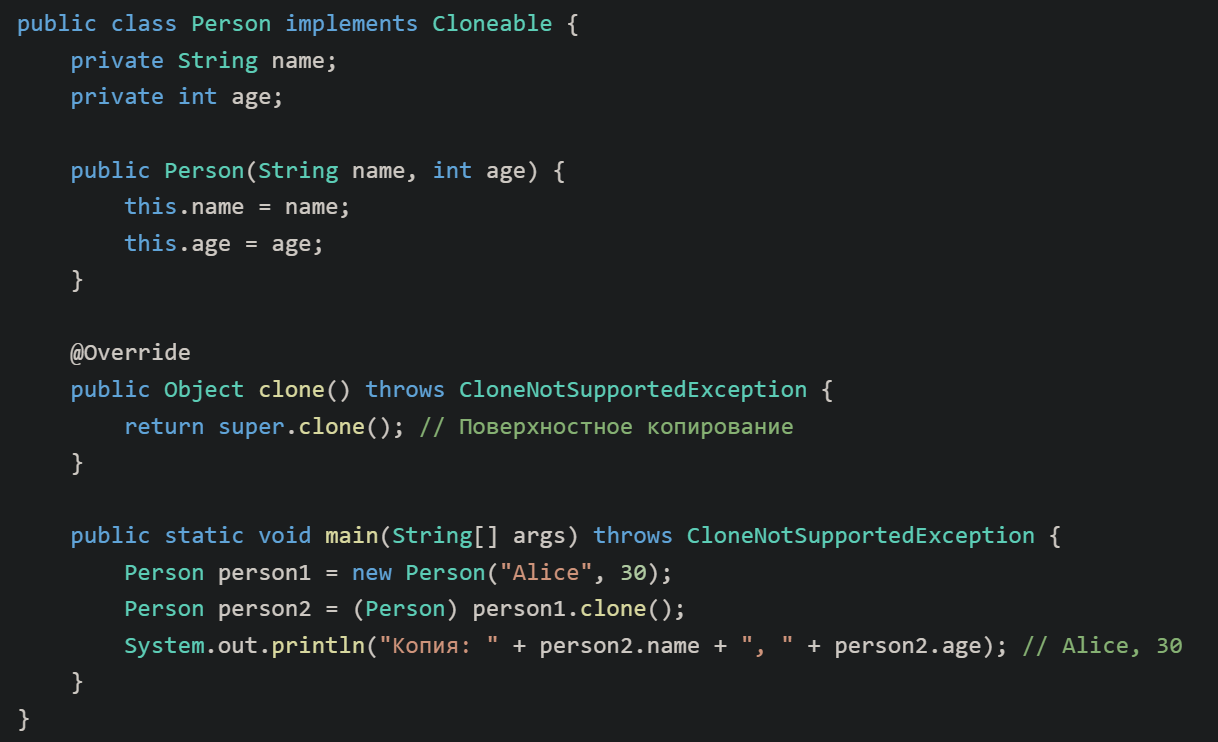 public class Person implements Cloneable {
    private String name;
    private int age;

    public Person(String name, int age) {
        this.name = name;
        this.age = age;
    }

    @Override
    public Object clone() throws CloneNotSupportedException {
        return super.clone(); // Поверхностное копирование
    }

    public static void main(String[] args) throws CloneNotSupportedException {
        Person person1 = new Person("Alice", 30);
        Person person2 = (Person) person1.clone();
        System.out.println("Копия: " + person2.name + ", " + person2.age); // Alice, 30
    }
}